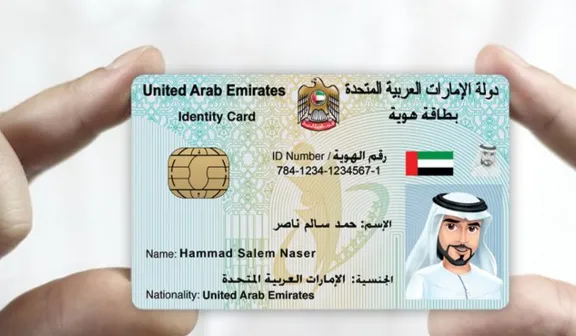 United Arab Emirates دولة الإمارات العربية المتحدة
Identity Card بطاقة هوية
ID Number / رقم الهوية
784-1234-1234567-1
الإسم: حمد سالم ناصر
Name: Hammad Salem Naser
الجنسية: الإمارات العربية المتحدة
Nationality: United Arab Emirates